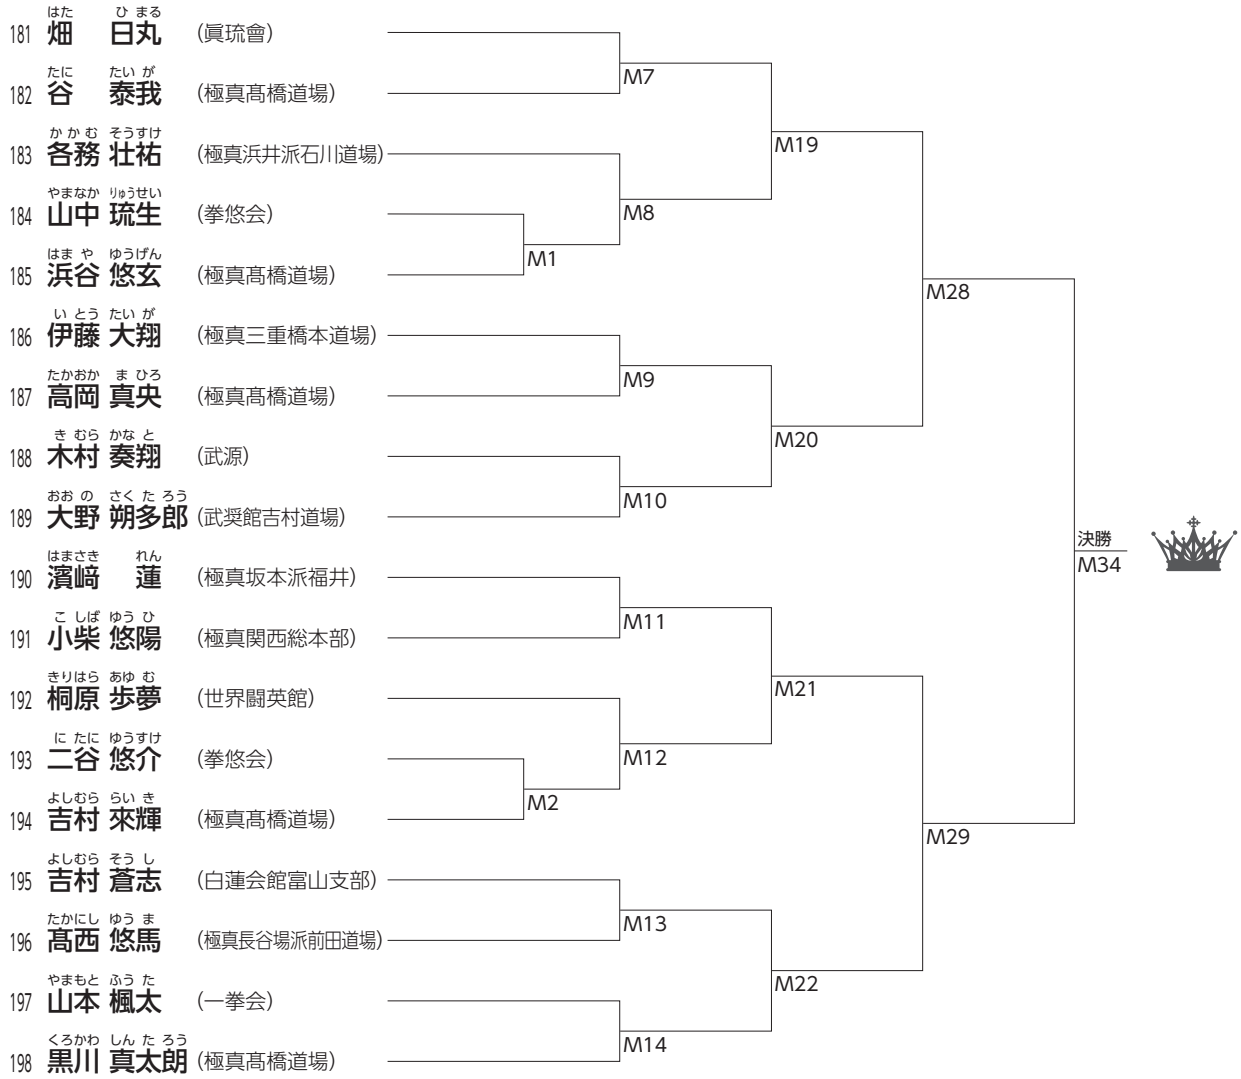 はた ひ まる
181 畑 日丸 (眞琉會)
たに たい が
182 谷 泰我 (極真髙橋道場)
か か む そうすけ
183 各務 壮祐 (極真浜井派石川道場)
やまなか りゅうせい
184 山中 琉生 (拳悠会)
はま や ゆうげん
185 浜谷 悠玄 (極真髙橋道場)
い とう たい が
186 伊藤 大翔 (極真三重橋本道場)
たかおか ま ひろ
187 高岡 真央 (極真髙橋道場)
き むら かな と
188 木村 奏翔 (武源)
おお の さく た ろう
189 大野 朔多郎 (武奨館吉村道場)
はまさき れん
190 濱﨑 蓮 (極真坂本派福井)
こ しば ゆう ひ
191 小柴 悠陽 (極真関西総本部)
きりはら あゆ む
192 桐原 歩夢 (世界闘英館)
に たに ゆうすけ
193 二谷 悠介 (拳悠会)
よしむら らい き
194 吉村 來輝 (極真髙橋道場)
よしむら そう し
195 吉村 蒼志 (白蓮会館富山支部)
たかにし ゆう ま
196 髙西 悠馬 (極真長谷場派前田道場)
やまもと ふう た
197 山本 楓太 (一拳会)
くろかわ しん た ろう
198 黒川 真太朗 (極真髙橋道場)
M1
M2
M7
M8
M9
M10
M11
M12
M13
M14
M19
M20
M21
M22
M28
M29
決勝
M34